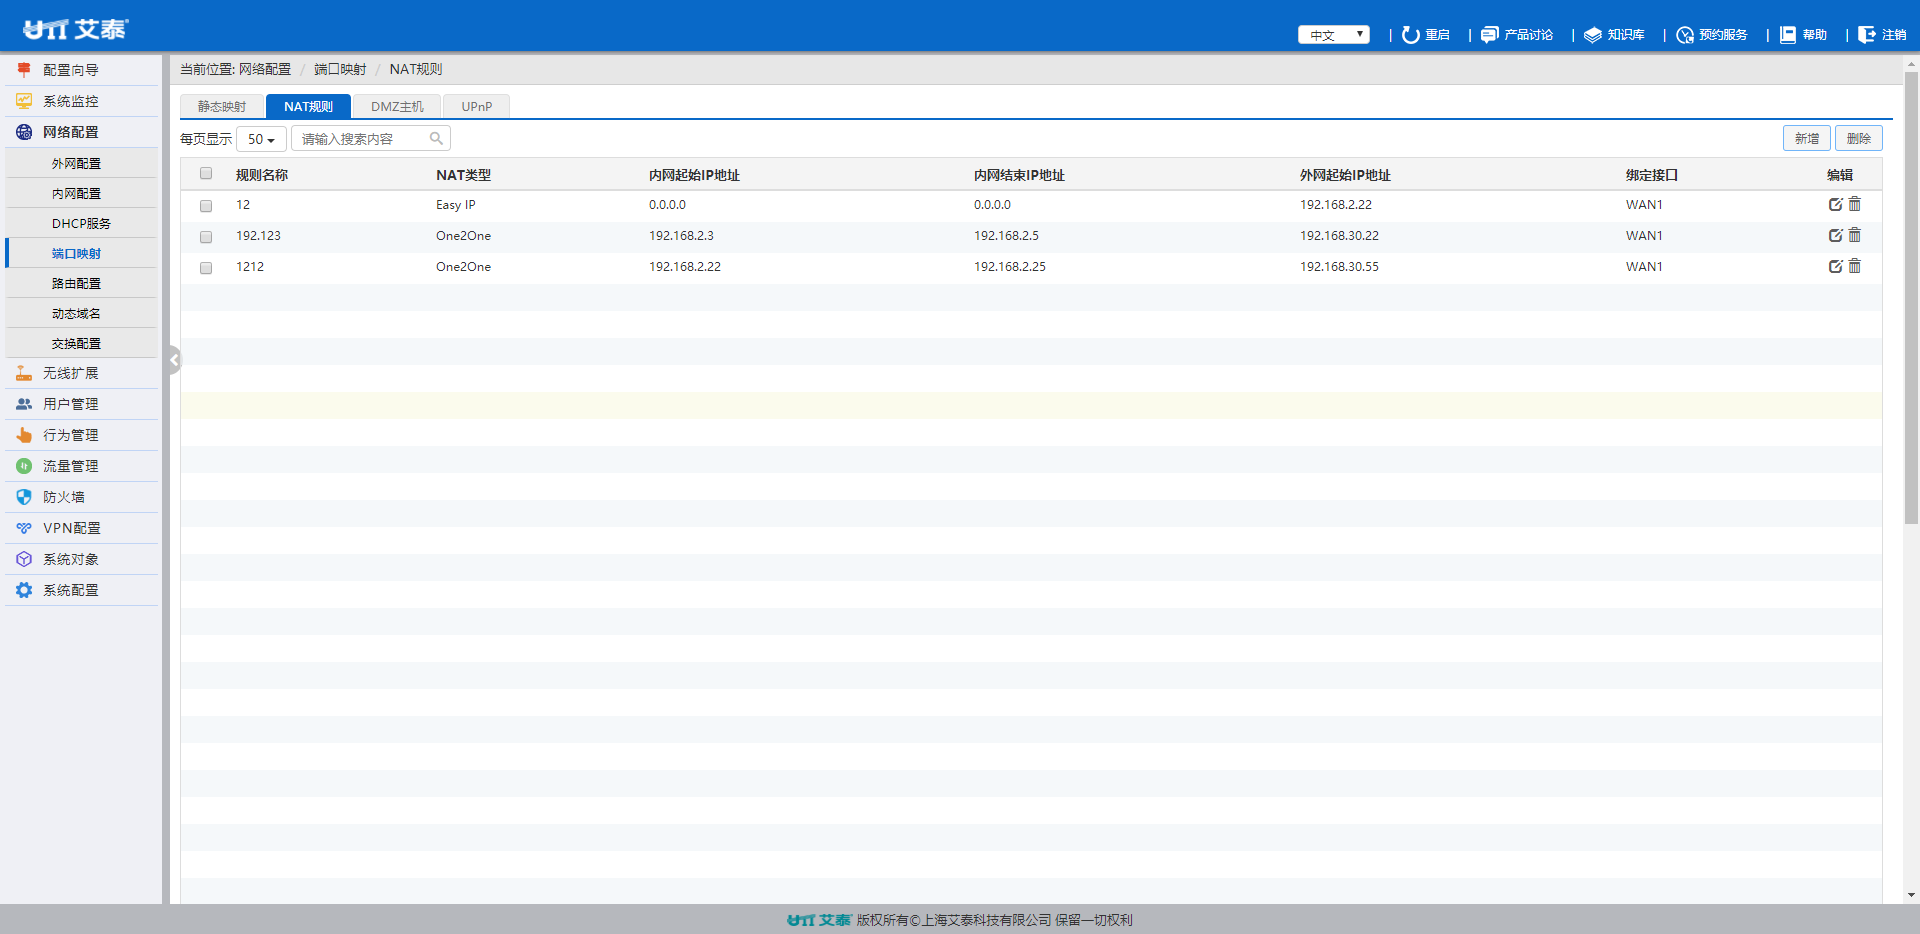 UTT 艾泰
中文 | 重启 | 产品讨论 | 知识库 | 预约服务 | 帮助 | 注销
配置向导
系统监控
网络配置
外网配置
内网配置
DHCP服务
端口映射
路由配置
动态域名
交换配置
无线扩展
用户管理
行为管理
流量管理
防火墙
VPN配置
系统对象
系统配置
当前位置: 网络配置 / 端口映射 / NAT规则
静态映射 NAT规则 DMZ主机 UPnP
每页显示 50 请输入搜索内容 新增 删除
规则名称 NAT类型 内网起始IP地址 内网结束IP地址 外网起始IP地址 绑定接口 编辑
12 Easy IP 0.0.0.0 0.0.0.0 192.168.2.22 WAN1
192.123 One2One 192.168.2.3 192.168.2.5 192.168.30.22 WAN1
1212 One2One 192.168.2.22 192.168.2.25 192.168.30.55 WAN1
UTT 艾泰 版权所有©上海艾泰科技有限公司 保留一切权利